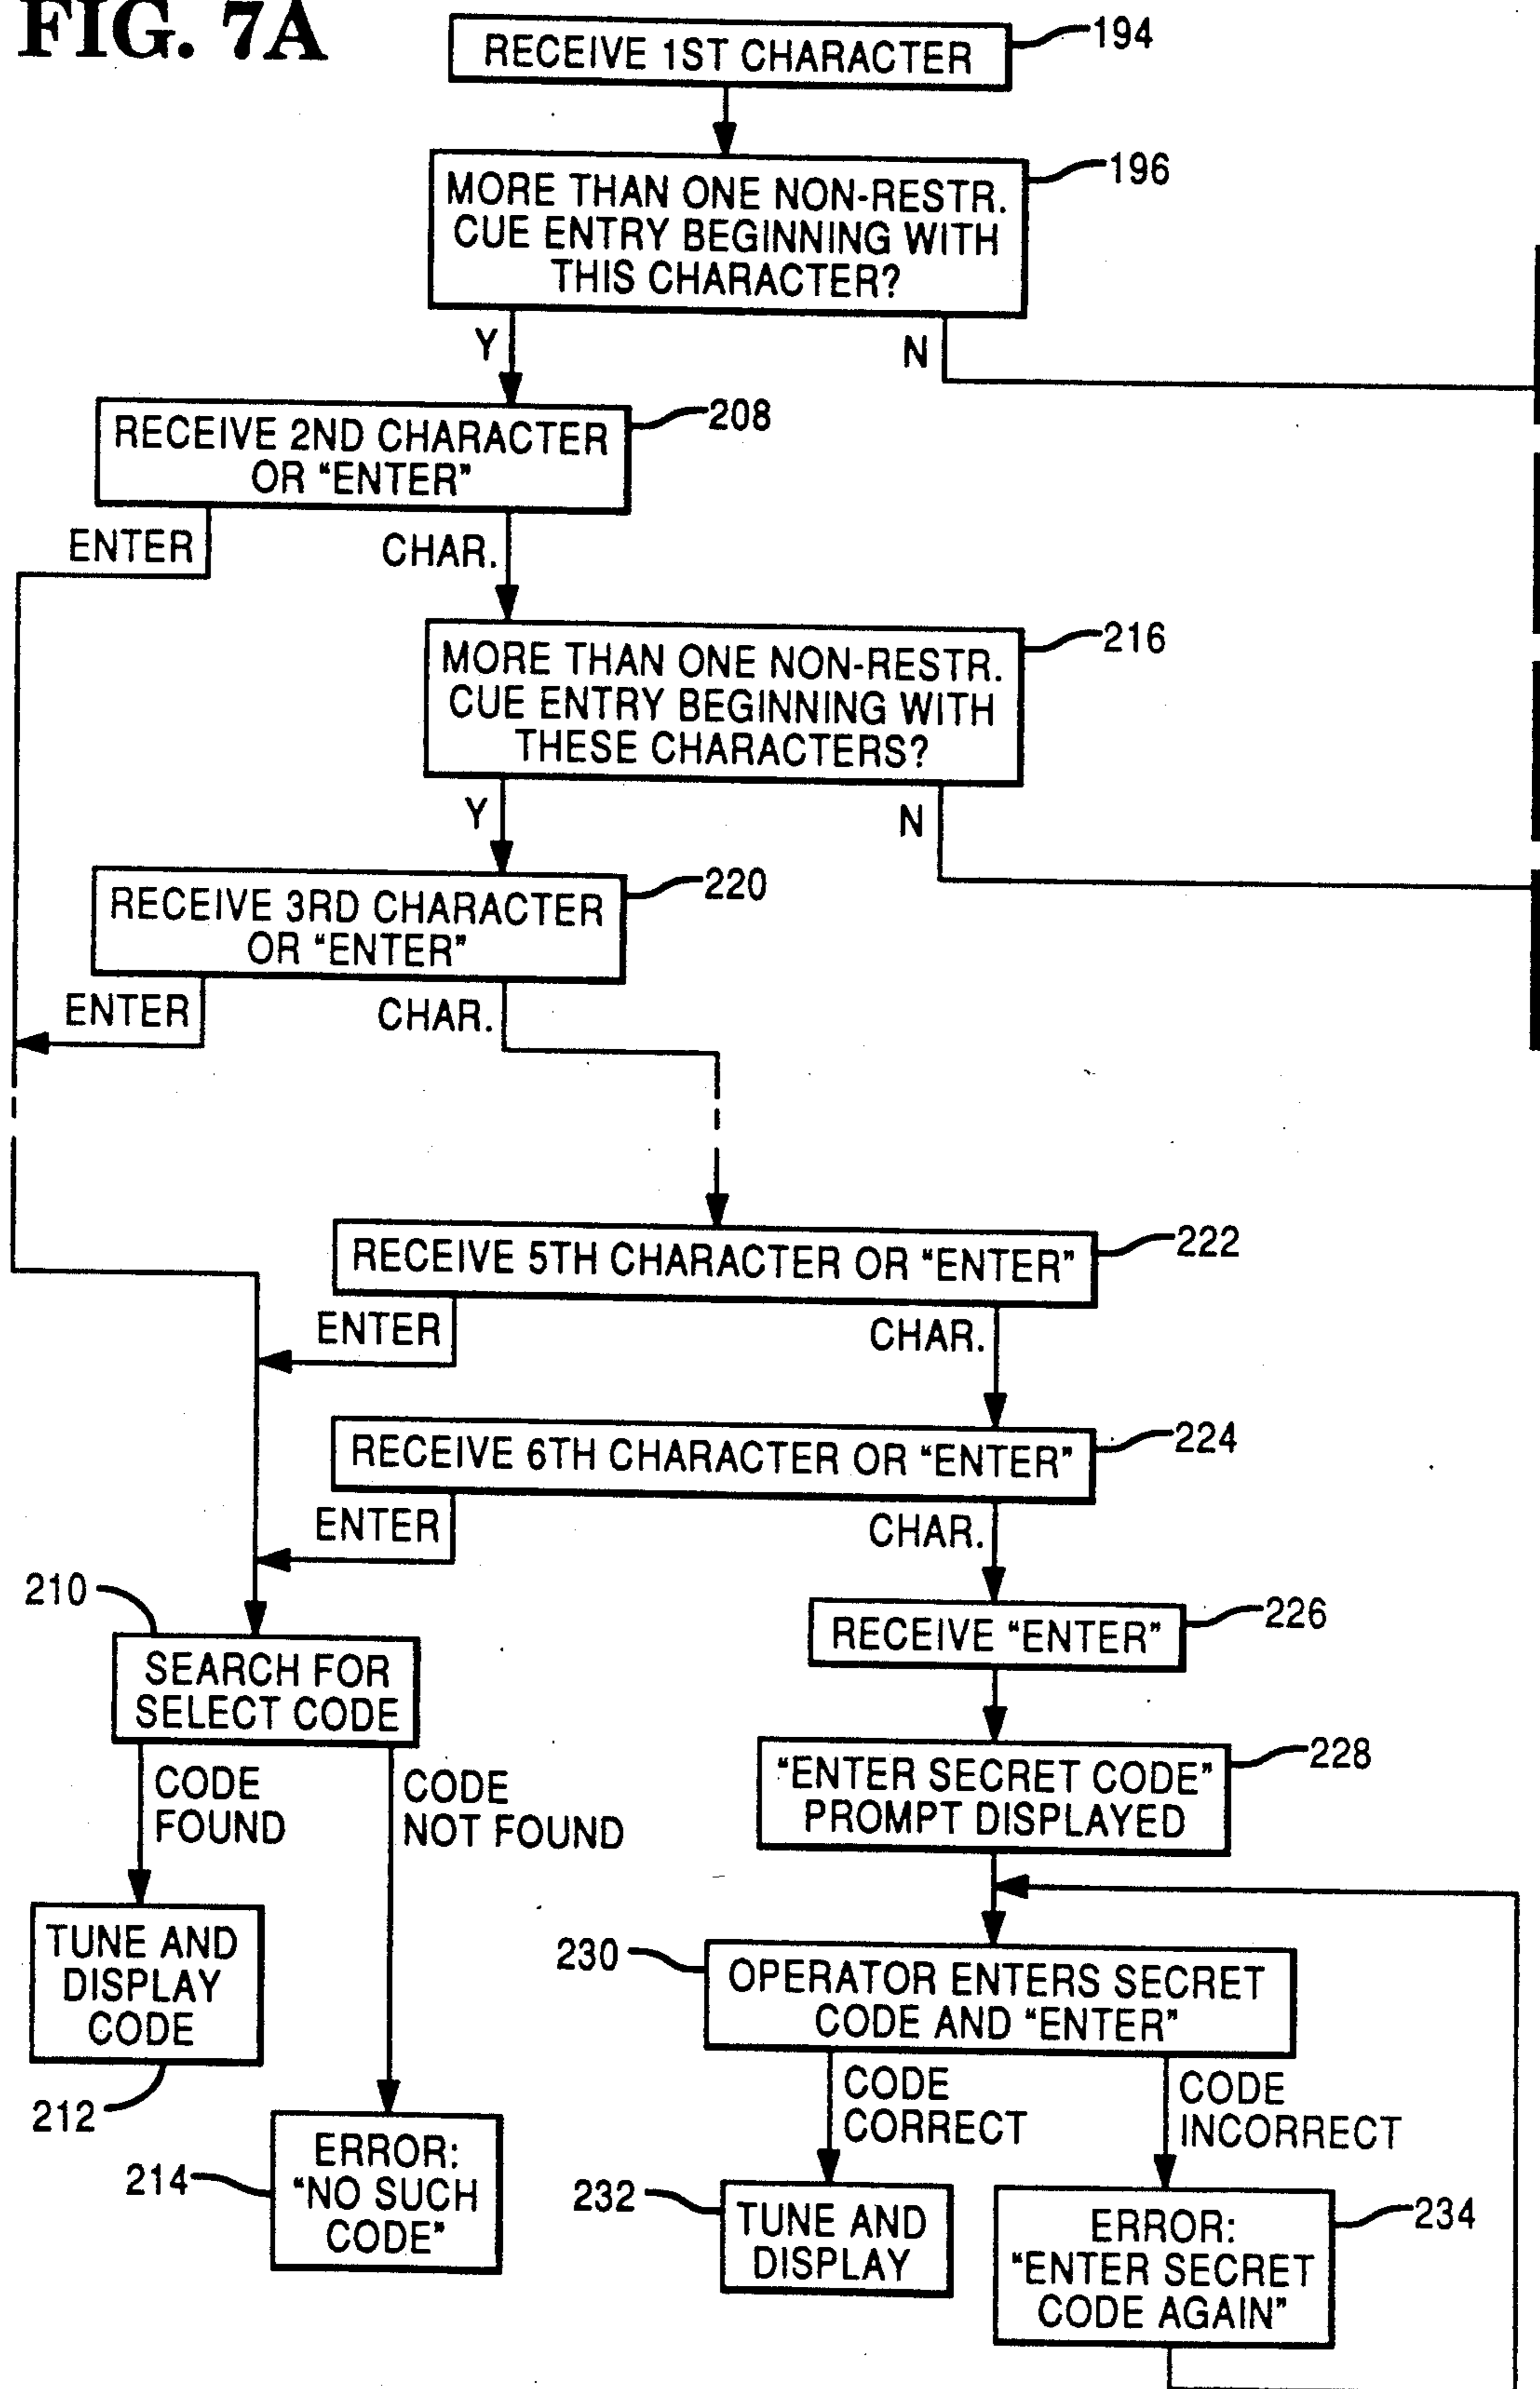 FIG. 7A
RECEIVE 1ST CHARACTER
194
MORE THAN ONE NON-RESTR.
CUE ENTRY BEGINNING WITH
THIS CHARACTER?
196
Y
N
RECEIVE 2ND CHARACTER
OR "ENTER"
208
ENTER
CHAR.
MORE THAN ONE NON-RESTR.
CUE ENTRY BEGINNING WITH
THESE CHARACTERS?
216
Y
N
RECEIVE 3RD CHARACTER
OR "ENTER"
220
ENTER
CHAR.
RECEIVE 5TH CHARACTER OR "ENTER"
222
ENTER
CHAR.
RECEIVE 6TH CHARACTER OR "ENTER"
224
ENTER
CHAR.
210
SEARCH FOR
SELECT CODE
RECEIVE "ENTER"
226
CODE
FOUND
CODE
NOT FOUND
"ENTER SECRET CODE"
PROMPT DISPLAYED
228
TUNE AND
DISPLAY
CODE
212
230
OPERATOR ENTERS SECRET
CODE AND "ENTER"
CODE
CORRECT
CODE
INCORRECT
214
ERROR:
"NO SUCH
CODE"
232
TUNE AND
DISPLAY
ERROR:
"ENTER SECRET
CODE AGAIN"
234